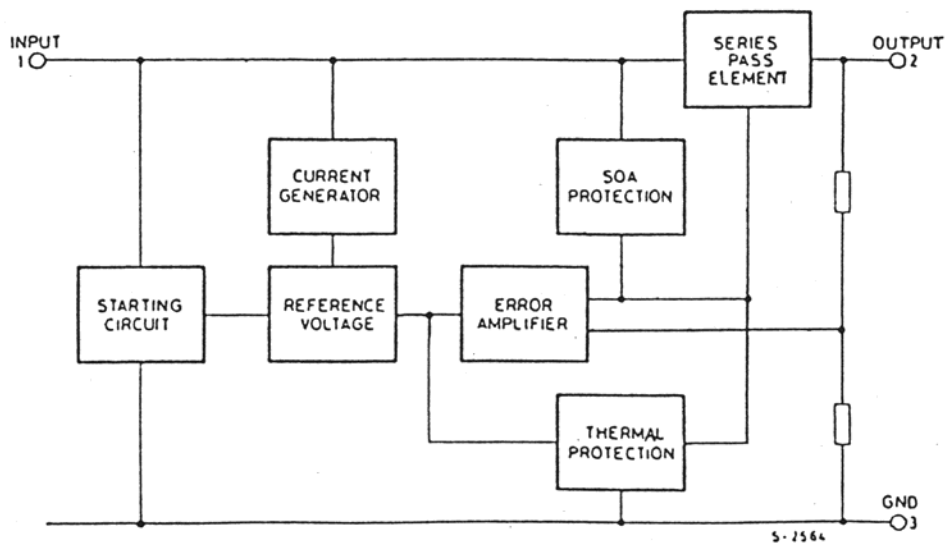 INPUT
1
SERIES
PASS
ELEMENT
OUTPUT
2
CURRENT
GENERATOR
SOA
PROTECTION
STARTING
CIRCUIT
REFERENCE
VOLTAGE
ERROR
AMPLIFIER
THERMAL
PROTECTION
GND
3
S-2564